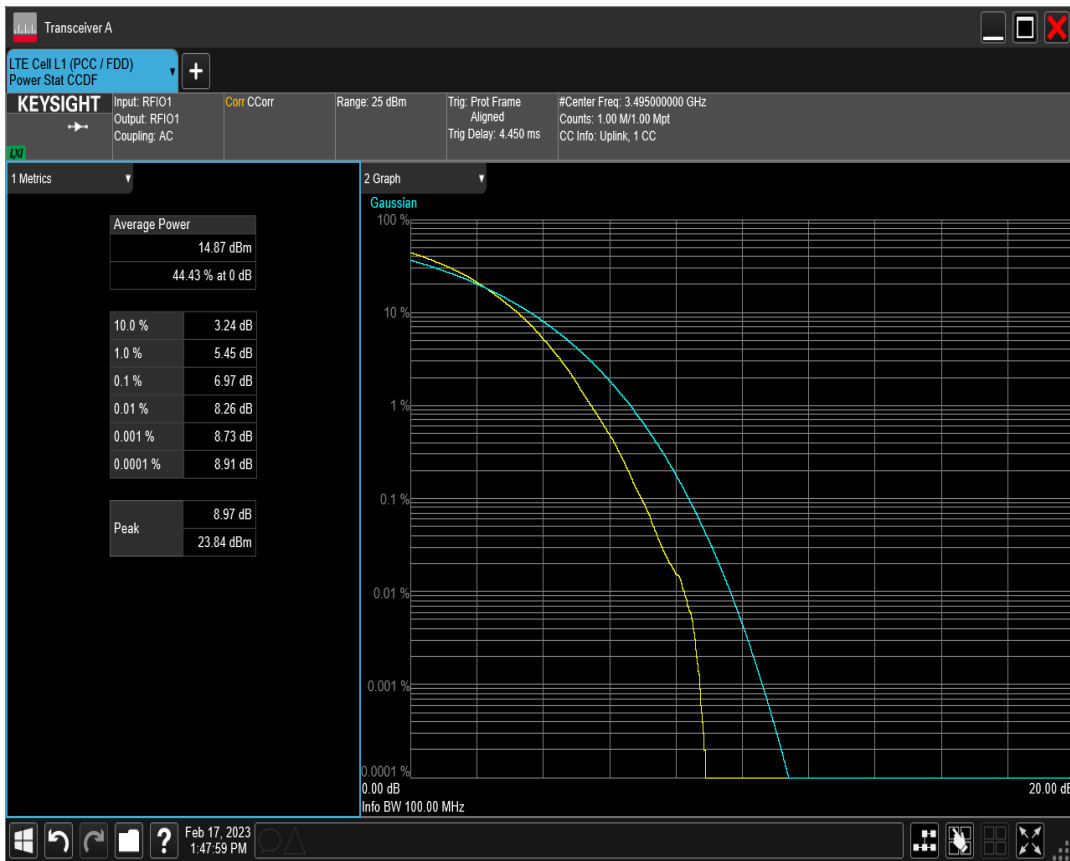 Transceiver A
LTE Cell L1 (PCC / FDD)
Power Stat CCDF
KEYSIGHT
LXI
Input: RFIO1
Output: RFIO1
Coupling: AC
Corr CCorr
Range: 25 dBm
Trig: Prot Frame
Aligned
Trig Delay: 4.450 ms
#Center Freq: 3.495000000 GHz
Counts: 1.00 M/1.00 Mpt
CC Info: Uplink, 1 CC
1 Metrics
Average Power
14.87 dBm
44.43 % at 0 dB
10.0 % 3.24 dB
1.0 % 5.45 dB
0.1 % 6.97 dB
0.01 % 8.26 dB
0.001 % 8.73 dB
0.0001 % 8.91 dB
Peak
8.97 dB
23.84 dBm
2 Graph
Gaussian
100 %
10 %
1 %
0.1 %
0.01 %
0.001 %
0.0001 %
0.00 dB 20.00 dB
Info BW 100.00 MHz
Feb 17, 2023
1:47:59 PM